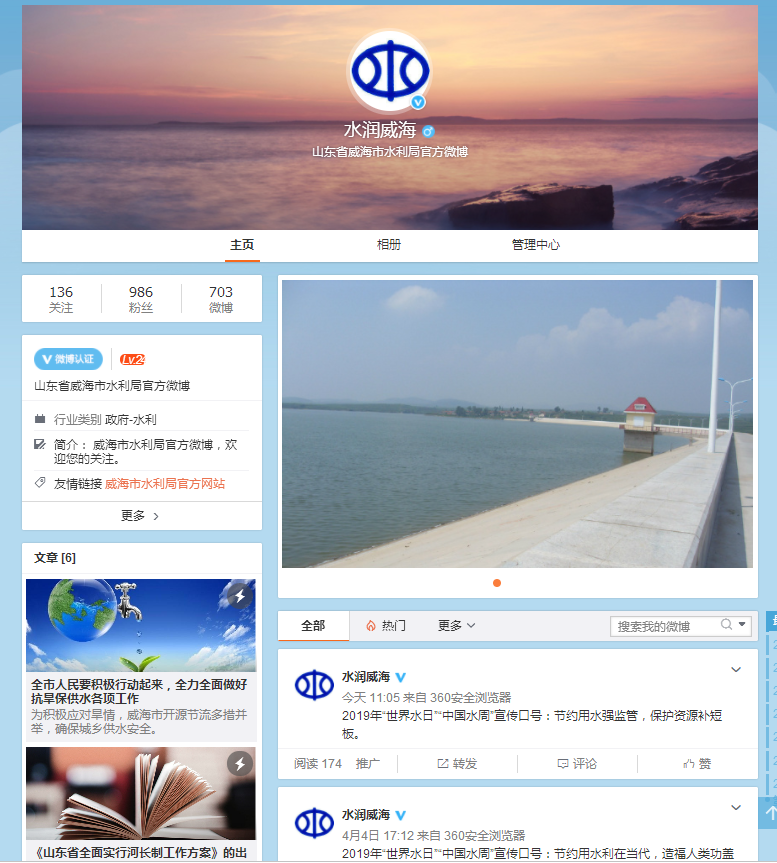 水润威海
山东省威海市水利局官方微博
主页
相册
管理中心
136
986
703
关注
粉丝
微博
微博认证
Lv24
山东省威海市水利局官方微博
行业类别 政府-水利
简介： 威海市水利局官方微博，欢
迎您的关注。
友情链接 威海市水利局官方网站
更多
文章 [6]
全市人民要积极行动起来，全力全面做好
抗旱保供水各项工作
为积极应对旱情，威海市开源节流多措并
举，确保城乡供水安全。
《山东省全面实行河长制工作方案》的出
全部
热门
更多
搜索我的微博
水润威海
今天 11:05 来自 360安全浏览器
2019年“世界水日”“中国水周”宣传口号：节约用水强监管，保护资源补短
板。
阅读 174
推广
转发
评论
赞
水润威海
4月4日 17:12 来自 360安全浏览器
2019年“世界水日”“中国水周”宣传口号：节约用水利在当代，造福人类功盖